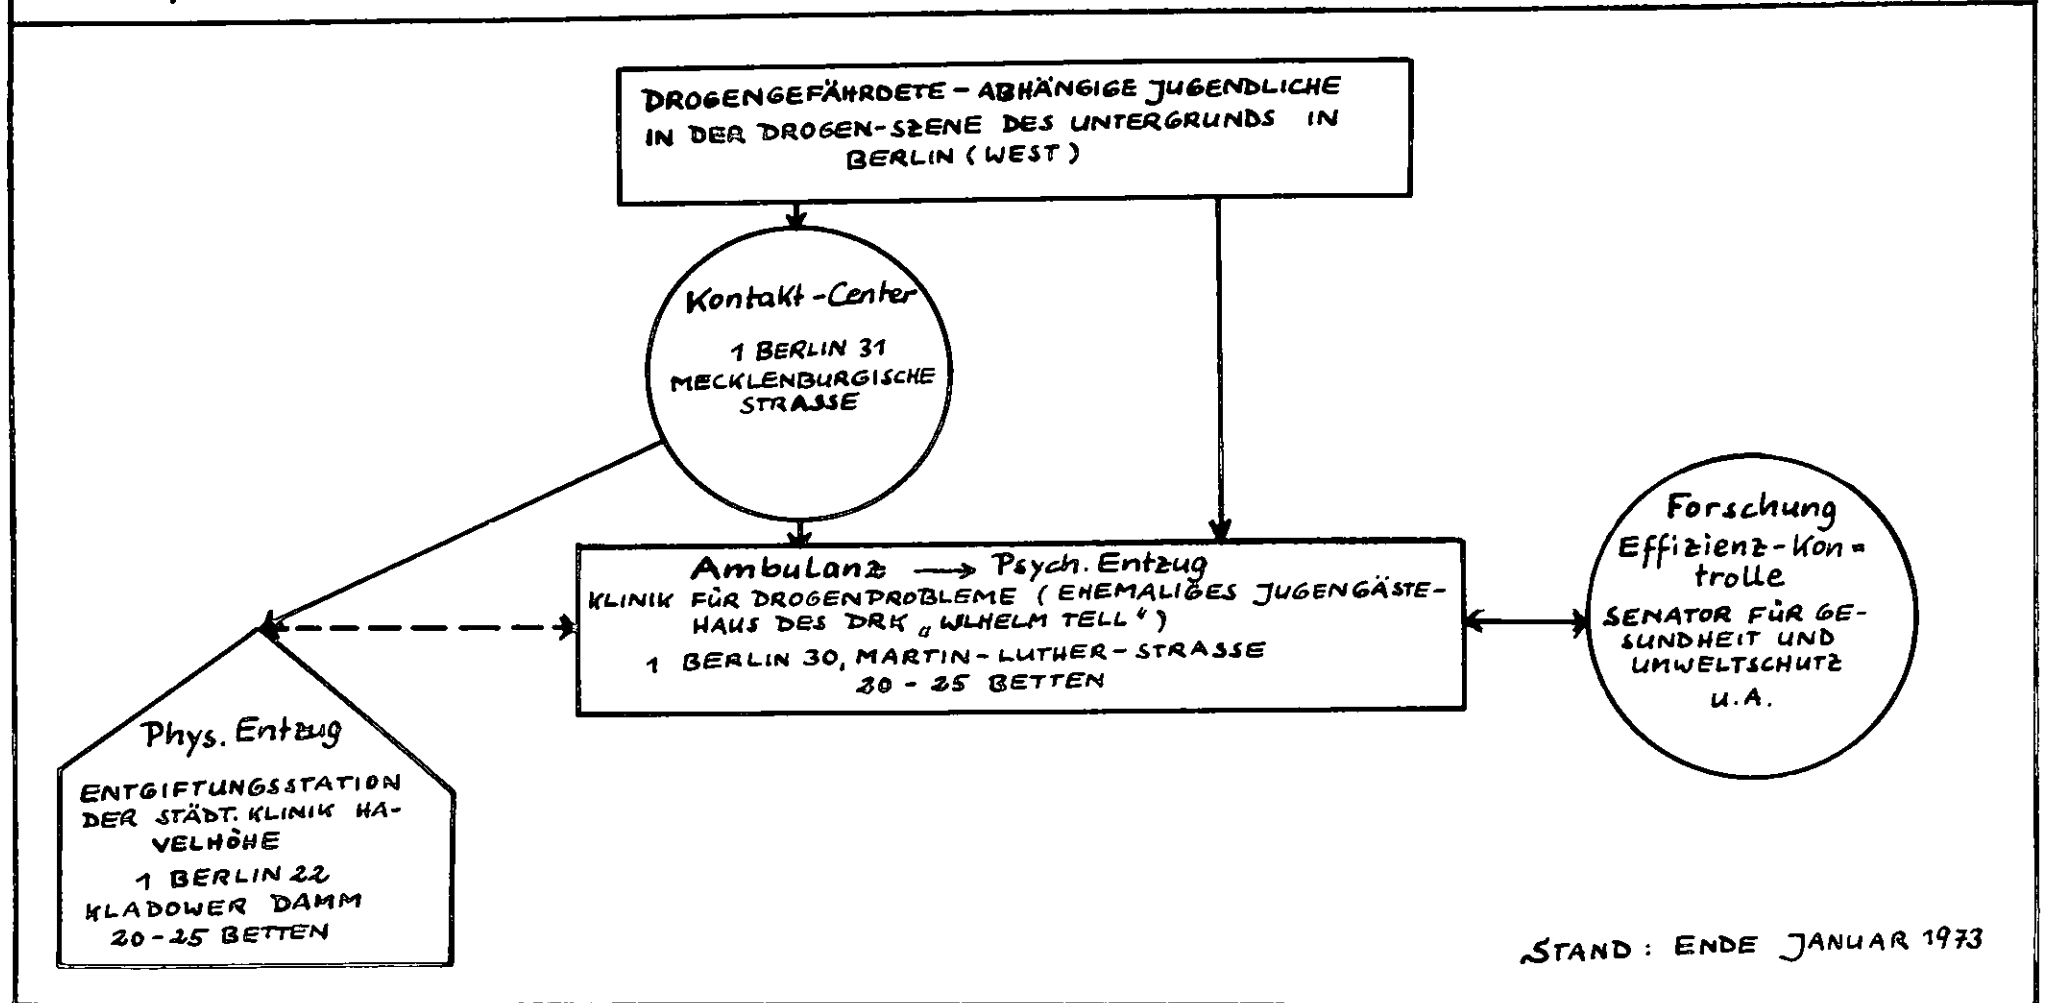 DROGENGEFÄHRDETE - ABHÄNGIGE JUGENDLICHE
IN DER DROGEN-SZENE DES UNTERGRUNDS IN
BERLIN (WEST)
Kontakt-Center
1 BERLIN 31
MECKLENBURGISCHE
STRASSE
Ambulanz → Psych. Entzug
KLINIK FÜR DROGENPROBLEME (EHEMALIGES JUGENGÄSTE-
HAUS DES DRK „WLHELM TELL“)
1 BERLIN 30, MARTIN-LUTHER-STRASSE
20 - 25 BETTEN
Forschung
Effizienz-Kon=
trolle
SENATOR FÜR GE-
SUNDHEIT UND
UMWELTSCHUTZ
U.A.
Phys. Entzug
ENTGIFTUNGSSTATION
DER STÄDT. KLINIK HA-
VELHÖHE
1 BERLIN 22
KLADOWER DAMM
20-25 BETTEN
STAND: ENDE JANUAR 1973